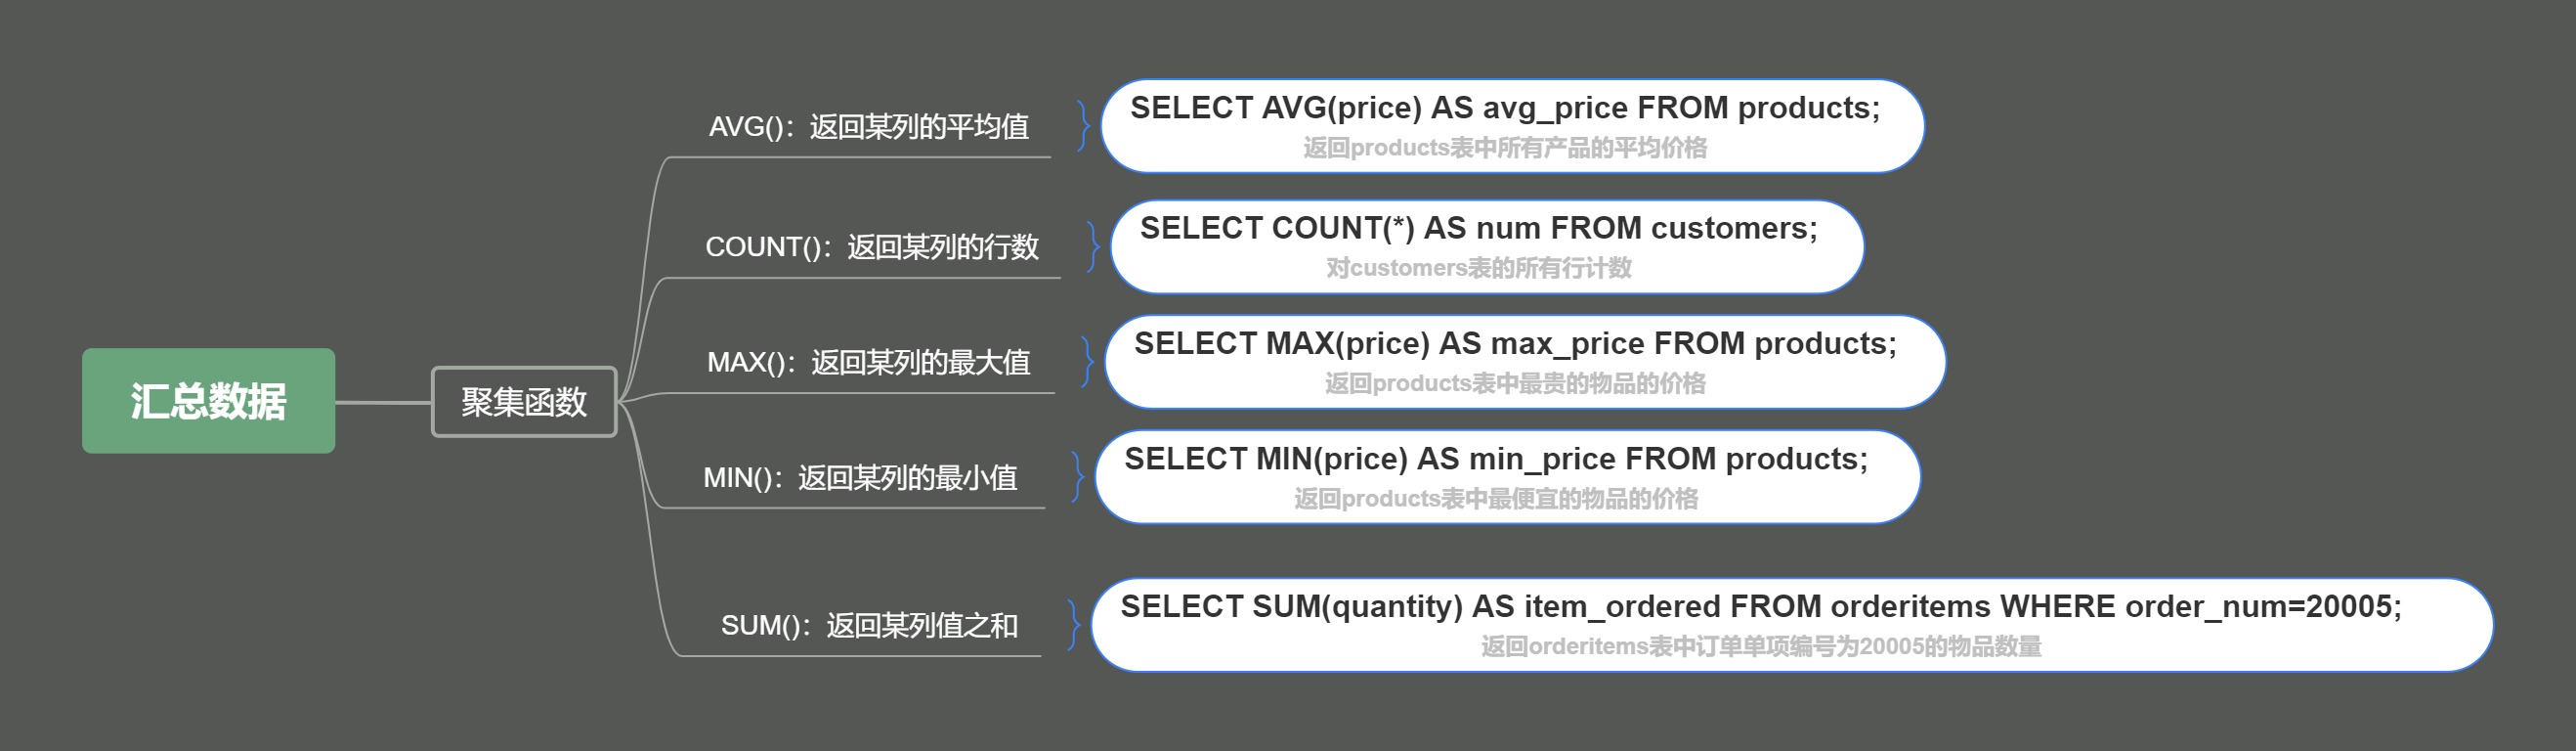 汇总数据
聚集函数
AVG()：返回某列的平均值
SELECT AVG(price) AS avg_price FROM products;
返回products表中所有产品的平均价格
COUNT()：返回某列的行数
SELECT COUNT(*) AS num FROM customers;
对customers表的所有行计数
MAX()：返回某列的最大值
SELECT MAX(price) AS max_price FROM products;
返回products表中最贵的物品的价格
MIN()：返回某列的最小值
SELECT MIN(price) AS min_price FROM products;
返回products表中最便宜的物品的价格
SUM()：返回某列值之和
SELECT SUM(quantity) AS item_ordered FROM orderitems WHERE order_num=20005;
返回orderitems表中订单单项编号为20005的物品数量